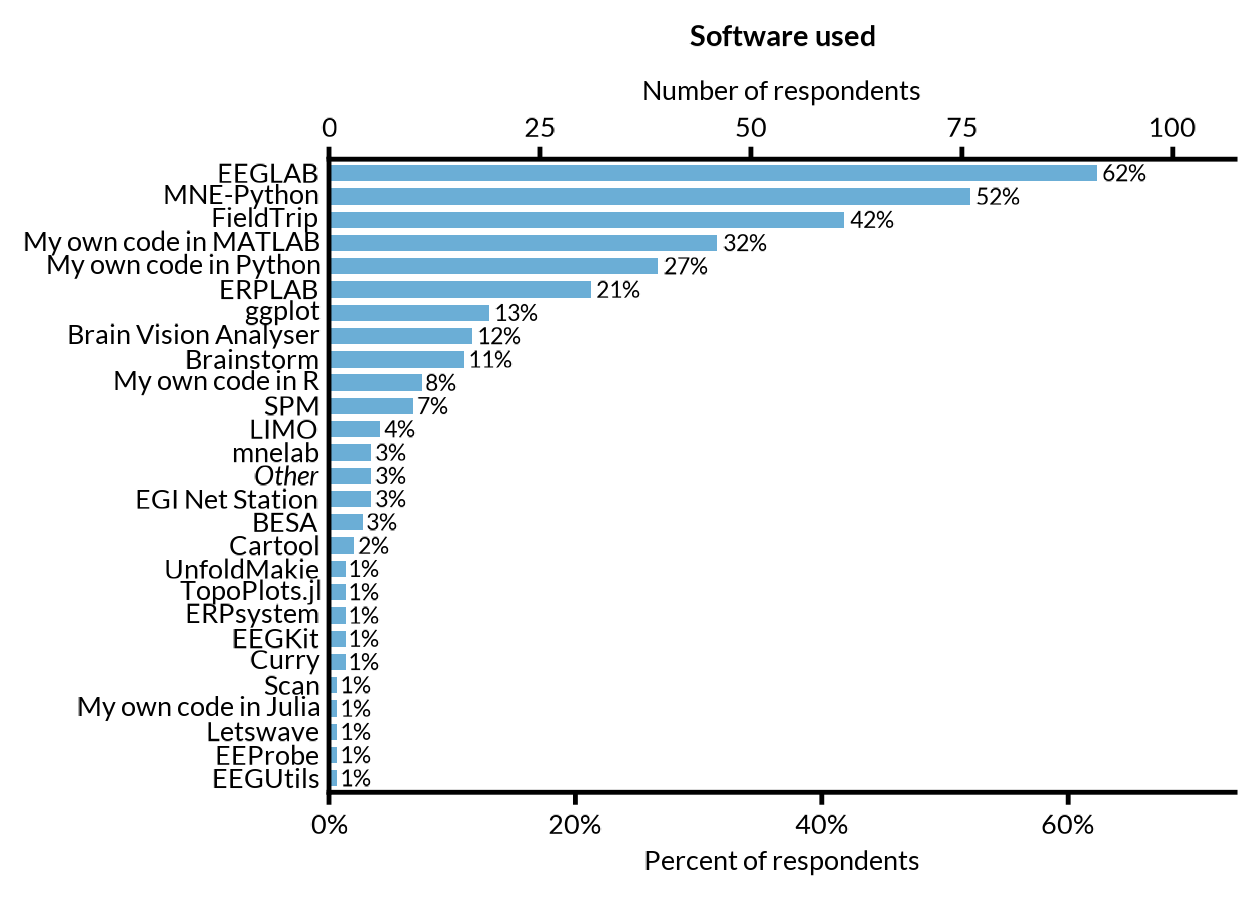 Software used
Number of respondents
0 25 50 75 100
EEGLAB 62%
MNE-Python 52%
FieldTrip 42%
My own code in MATLAB 32%
My own code in Python 27%
ERPLAB 21%
ggplot 13%
Brain Vision Analyser 12%
Brainstorm 11%
My own code in R 8%
SPM 7%
LIMO 4%
mnelab 3%
Other 3%
EGI Net Station 3%
BESA 3%
Cartool 2%
UnfoldMakie 1%
TopoPlots.jl 1%
ERPsystem 1%
EEGKit 1%
Curry 1%
Scan 1%
My own code in Julia 1%
Letswave 1%
EEProbe 1%
EEGUtils 1%
0% 20% 40% 60%
Percent of respondents